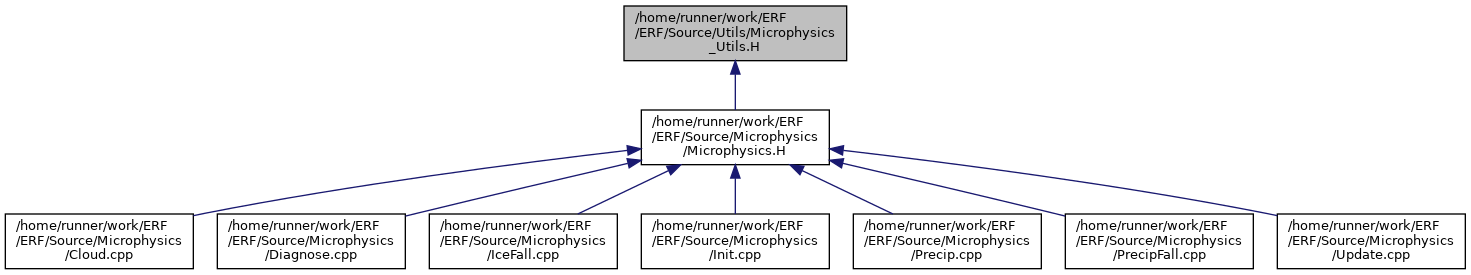 /home/runner/work/ERF
/ERF/Source/Utils/Microphysics
_Utils.H
/home/runner/work/ERF
/ERF/Source/Microphysics
/Microphysics.H
/home/runner/work/ERF
/ERF/Source/Microphysics
/Cloud.cpp
/home/runner/work/ERF
/ERF/Source/Microphysics
/Diagnose.cpp
/home/runner/work/ERF
/ERF/Source/Microphysics
/IceFall.cpp
/home/runner/work/ERF
/ERF/Source/Microphysics
/Init.cpp
/home/runner/work/ERF
/ERF/Source/Microphysics
/Precip.cpp
/home/runner/work/ERF
/ERF/Source/Microphysics
/PrecipFall.cpp
/home/runner/work/ERF
/ERF/Source/Microphysics
/Update.cpp